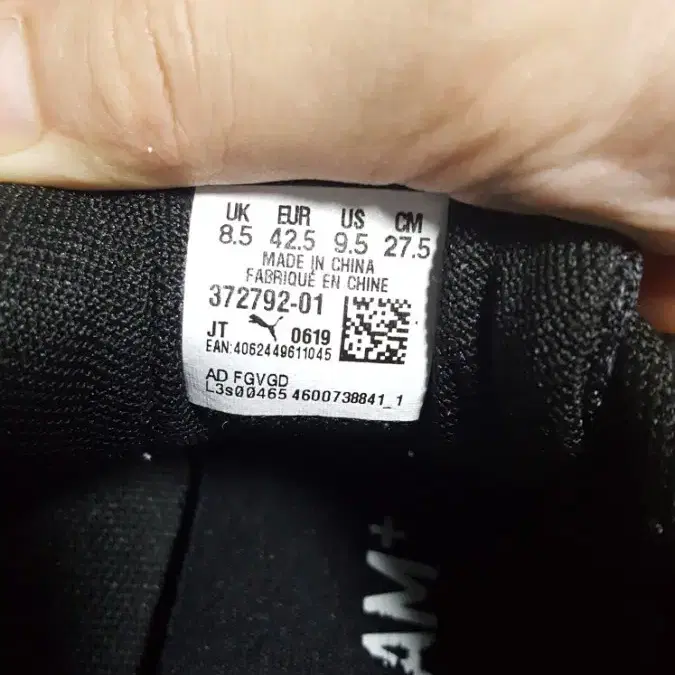 UK EUR US CM
8.5 42.5 9.5 27.5
MADE IN CHINA
FABRIQUÉ EN CHINE
372792-01
JT 0619
EAN:4062449611045
AD FGVGD
L3s00465 4600738841_1
AM+